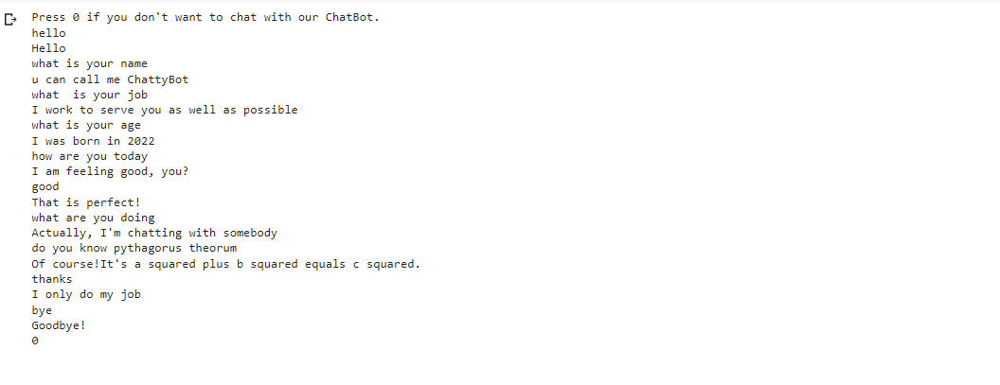 Press 0 if you don't want to chat with our ChatBot.
hello
Hello
what is your name
u can call me ChattyBot
what  is your job
I work to serve you as well as possible
what is your age
I was born in 2022
how are you today
I am feeling good, you?
good
That is perfect!
what are you doing
Actually, I'm chatting with somebody
do you know pythagorus theorum
Of course!It's a squared plus b squared equals c squared.
thanks
I only do my job
bye
Goodbye!
0